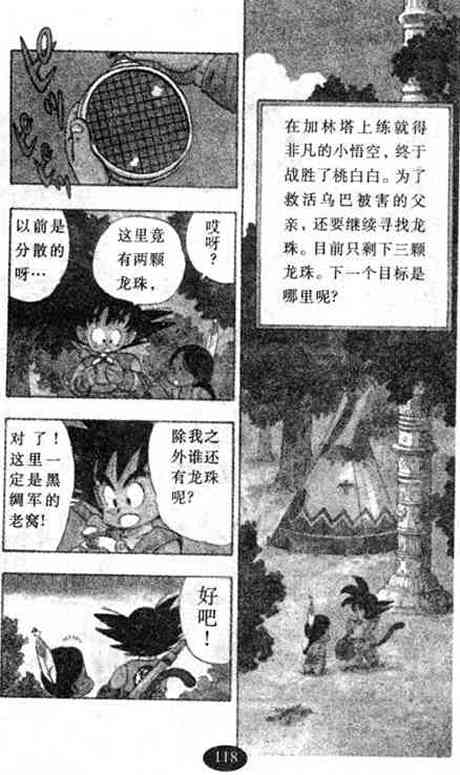 在加林塔上练就得
非凡的小悟空，终于
战胜了桃白白。为了
救活乌巴被害的父
亲，还要继续寻找龙
珠。目前只剩下三颗
龙珠。下一个目标是
哪里呢？
哎呀？
这里竟
有两颗
龙珠，
以前是
分散的
呀…
除我之
外谁还
有龙珠
呢？
对了！
这里一
定是黑
绸军的
老窝！
好吧！
118